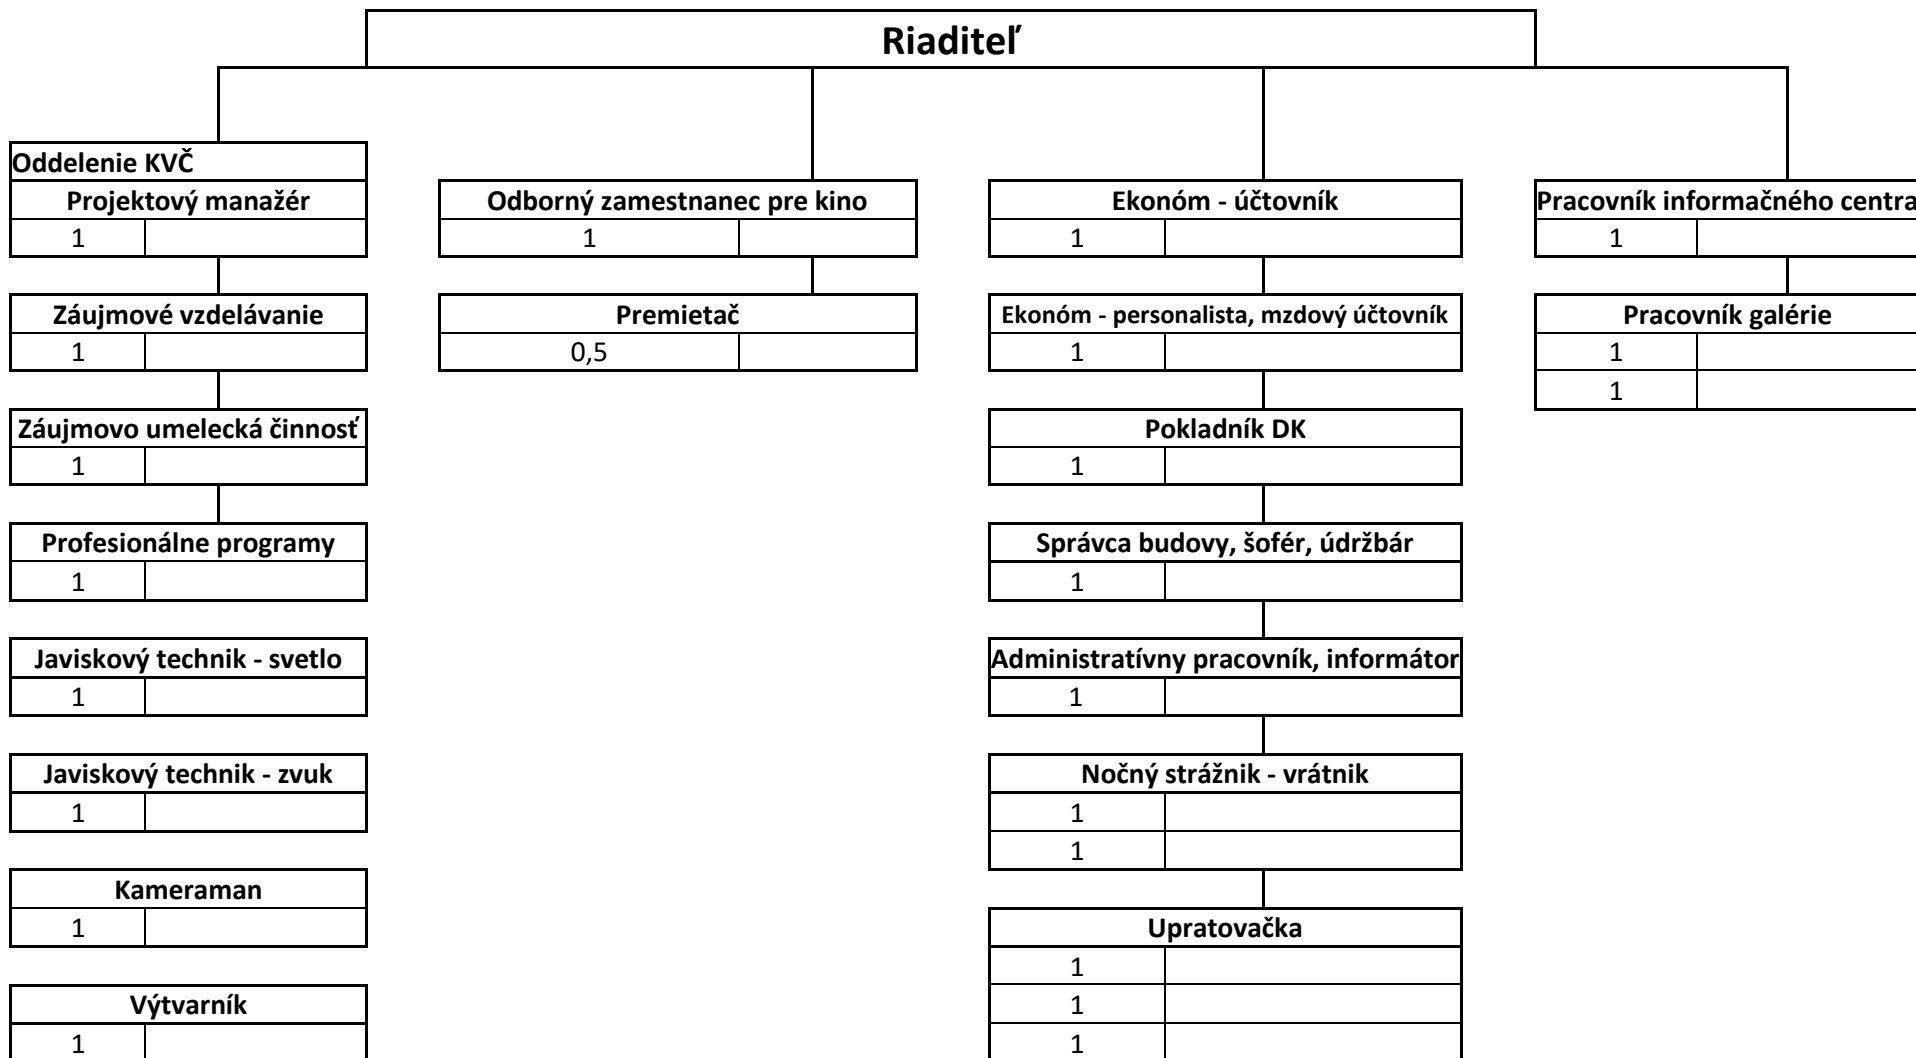 Riaditeľ
Oddelenie KVČ
Projektový manažér
1
Záujmové vzdelávanie
1
Záujmovo umelecká činnosť
1
Profesionálne programy
1
Javiskový technik - svetlo
1
Javiskový technik - zvuk
1
Kameraman
1
Výtvarník
1
Odborný zamestnanec pre kino
1
Premietač
0,5
Ekonóm - účtovník
1
Ekonóm - personalista, mzdový účtovník
1
Pokladník DK
1
Správca budovy, šofér, údržbár
1
Administratívny pracovník, informátor
1
Nočný strážnik - vrátnik
1
1
Upratovačka
1
1
1
Pracovník informačného centra
1
Pracovník galérie
1
1